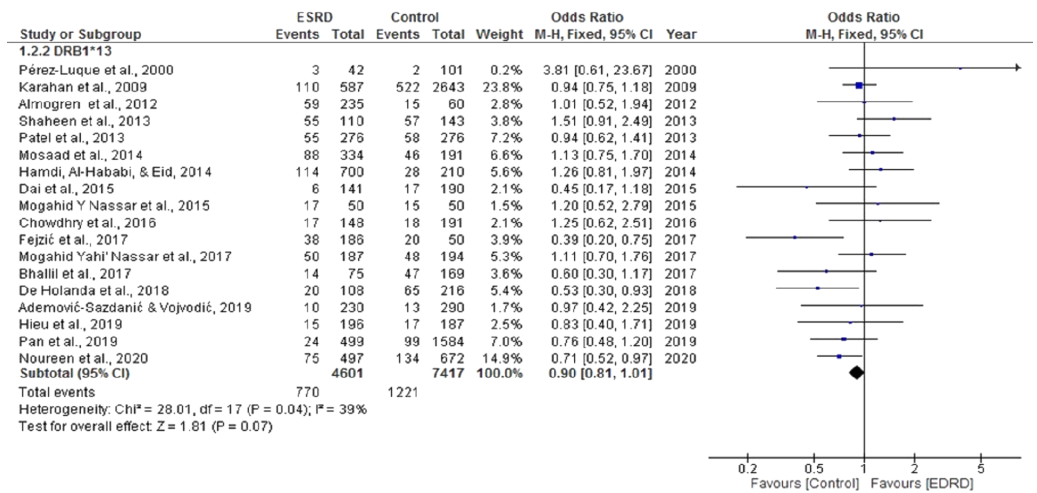 ESRD Control Odds Ratio Odds Ratio
Study or Subgroup Events Total Events Total Weight M-H, Fixed, 95% CI Year M-H, Fixed, 95% CI
1.2.2 DRB1*13
Pérez-Luque et al., 2000 3 42 2 101 0.2% 3.81 [0.61, 23.67] 2000
Karahan et al., 2009 110 587 522 2643 23.8% 0.94 [0.75, 1.18] 2009
Almogren et al., 2012 59 235 15 60 2.8% 1.01 [0.52, 1.94] 2012
Shaheen et al., 2013 55 110 57 143 3.8% 1.51 [0.91, 2.49] 2013
Patel et al., 2013 55 276 58 276 7.0% 0.94 [0.62, 1.41] 2013
Mosaad et al., 2014 88 334 46 191 6.6% 1.13 [0.75, 1.70] 2014
Hamdi, Al-Hababi, & Eid, 2014 114 700 28 210 5.4% 1.26 [0.81, 1.97] 2014
Dai et al., 2015 6 141 17 190 2.1% 0.45 [0.17, 1.18] 2015
Mogahid Y Nassar et al., 2015 17 50 15 50 1.5% 1.20 [0.52, 2.79] 2015
Chowdhry et al., 2016 17 148 18 191 2.1% 1.25 [0.62, 2.51] 2016
Fejzić et al., 2017 38 186 20 50 3.7% 0.39 [0.20, 0.75] 2017
Mogahid Yahi' Nassar et al., 2017 50 187 48 194 5.3% 1.11 [0.70, 1.76] 2017
Bhallil et al., 2017 14 75 47 169 3.6% 0.60 [0.30, 1.17] 2017
De Holanda et al., 2018 20 108 65 216 5.4% 0.53 [0.30, 0.93] 2018
Ademović-Sazdanić & Vojvodić, 2019 10 230 13 290 1.7% 0.97 [0.42, 2.25] 2019
Hieu et al., 2019 15 196 17 187 2.4% 0.83 [0.40, 1.71] 2019
Pan et al., 2019 24 499 99 1584 7.0% 0.76 [0.48, 1.20] 2019
Noureen et al., 2020 75 497 134 672 14.9% 0.71 [0.52, 0.97] 2020
Subtotal (95% CI) 4601 7417 100.0% 0.90 [0.81, 1.01]
Total events 770 1221
Heterogeneity: Chi² = 28.01, df = 17 (P = 0.04); I² = 39%
Test for overall effect: Z = 1.81 (P = 0.07)
0.2 0.5 1 2 5
Favours [Control] Favours [EDRD]